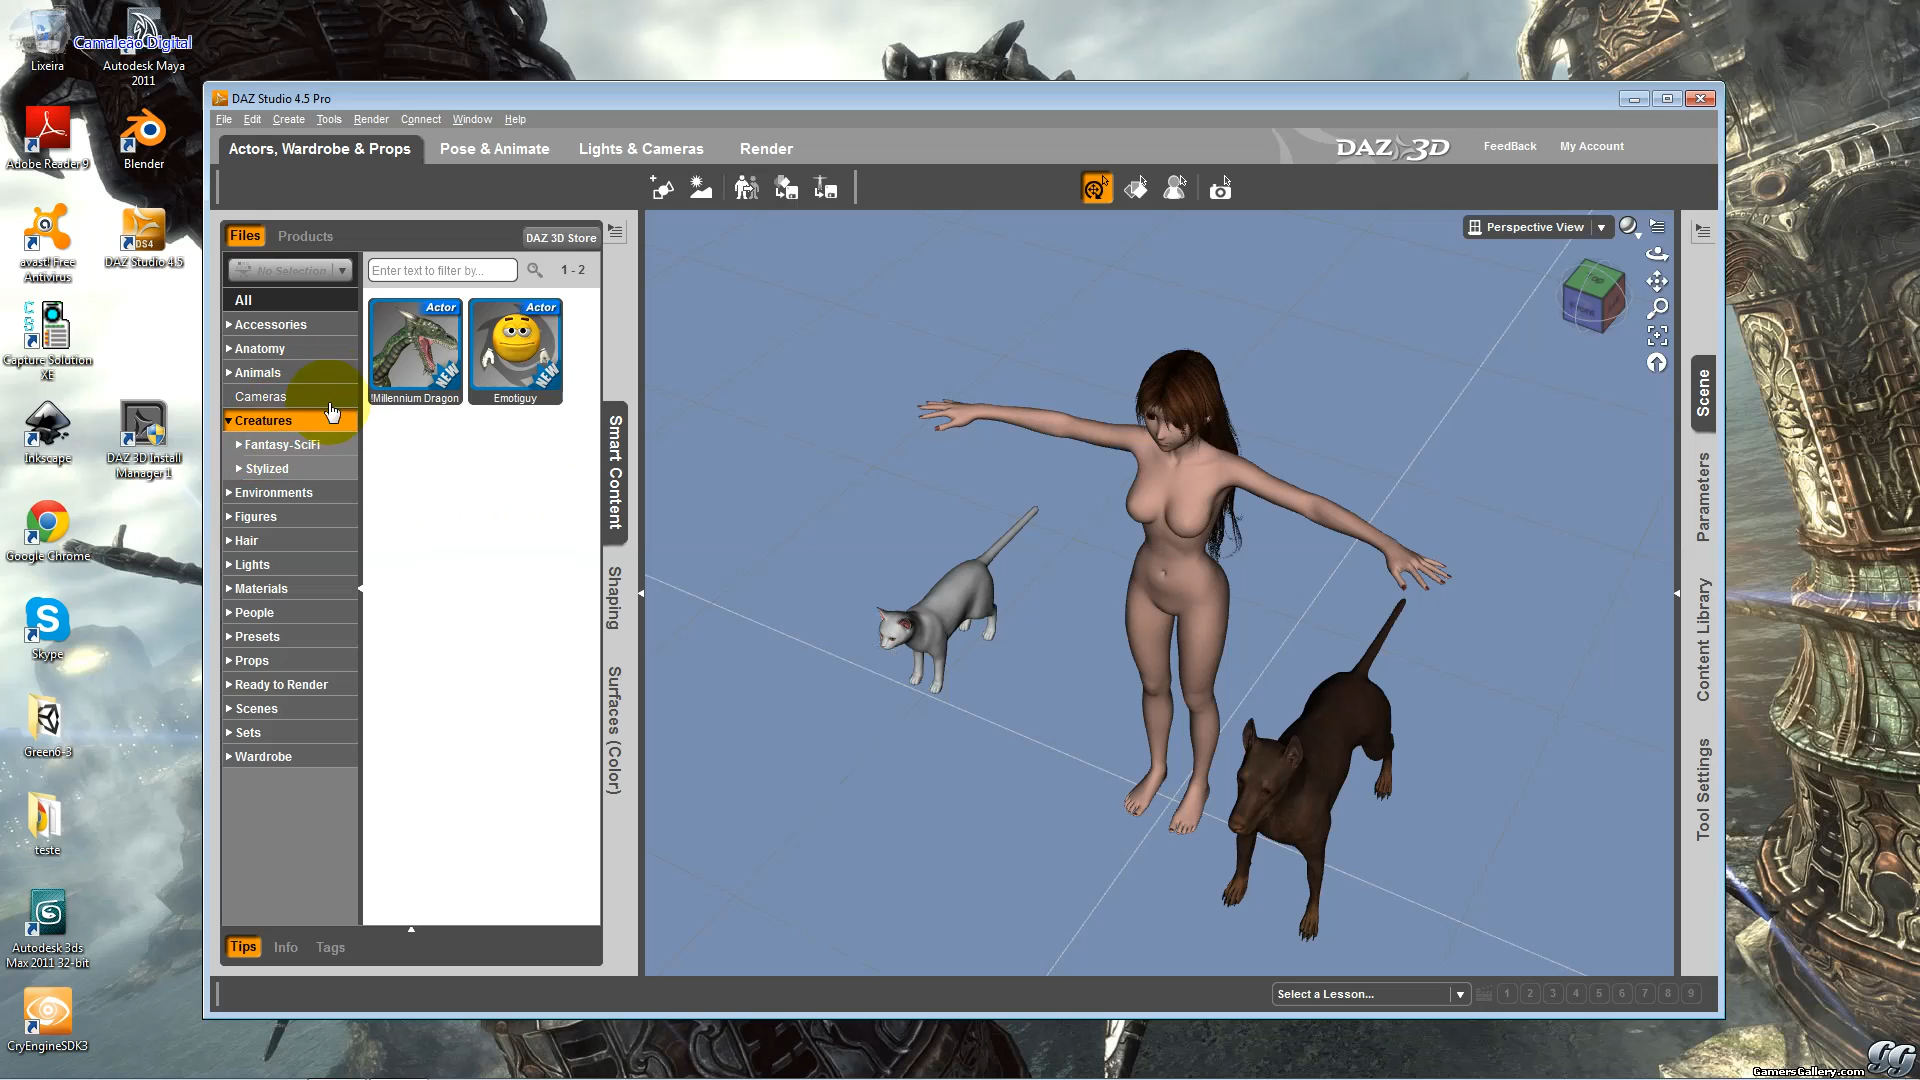 Camaleão Digital
Lixeira
Autodesk Maya
2011
Adobe Reader 9
Blender
avast! Free
Antivirus
DAZ Studio 4.5
Capture Solution
XE
Inkscape
DAZ 3D Install
Manager 1
Google Chrome
Skype
Green6-3
teste
Autodesk 3ds
Max 2011 32-bit
CryEngineSDK3
DS4
DAZ Studio 4.5 Pro
File Edit Create Tools Render Connect Window Help
Actors, Wardrobe & Props Pose & Animate Lights & Cameras Render
DAZ 3D FeedBack My Account
Files Products DAZ 3D Store
No Selection Enter text to filter by... 1 - 2
All
Accessories
Anatomy
Animals
Cameras
Creatures
Fantasy-SciFi
Stylized
Environments
Figures
Hair
Lights
Materials
People
Presets
Props
Ready to Render
Scenes
Sets
Wardrobe
Actor Actor
NEW NEW
!Millennium Dragon Emotiguy
Smart Content
Shaping
Surfaces (Color)
Perspective View
Scene
Parameters
Content Library
Tool Settings
Tips Info Tags
Select a Lesson... 1 2 3 4 5 6 7 8 9
GG
GamersGallery.com